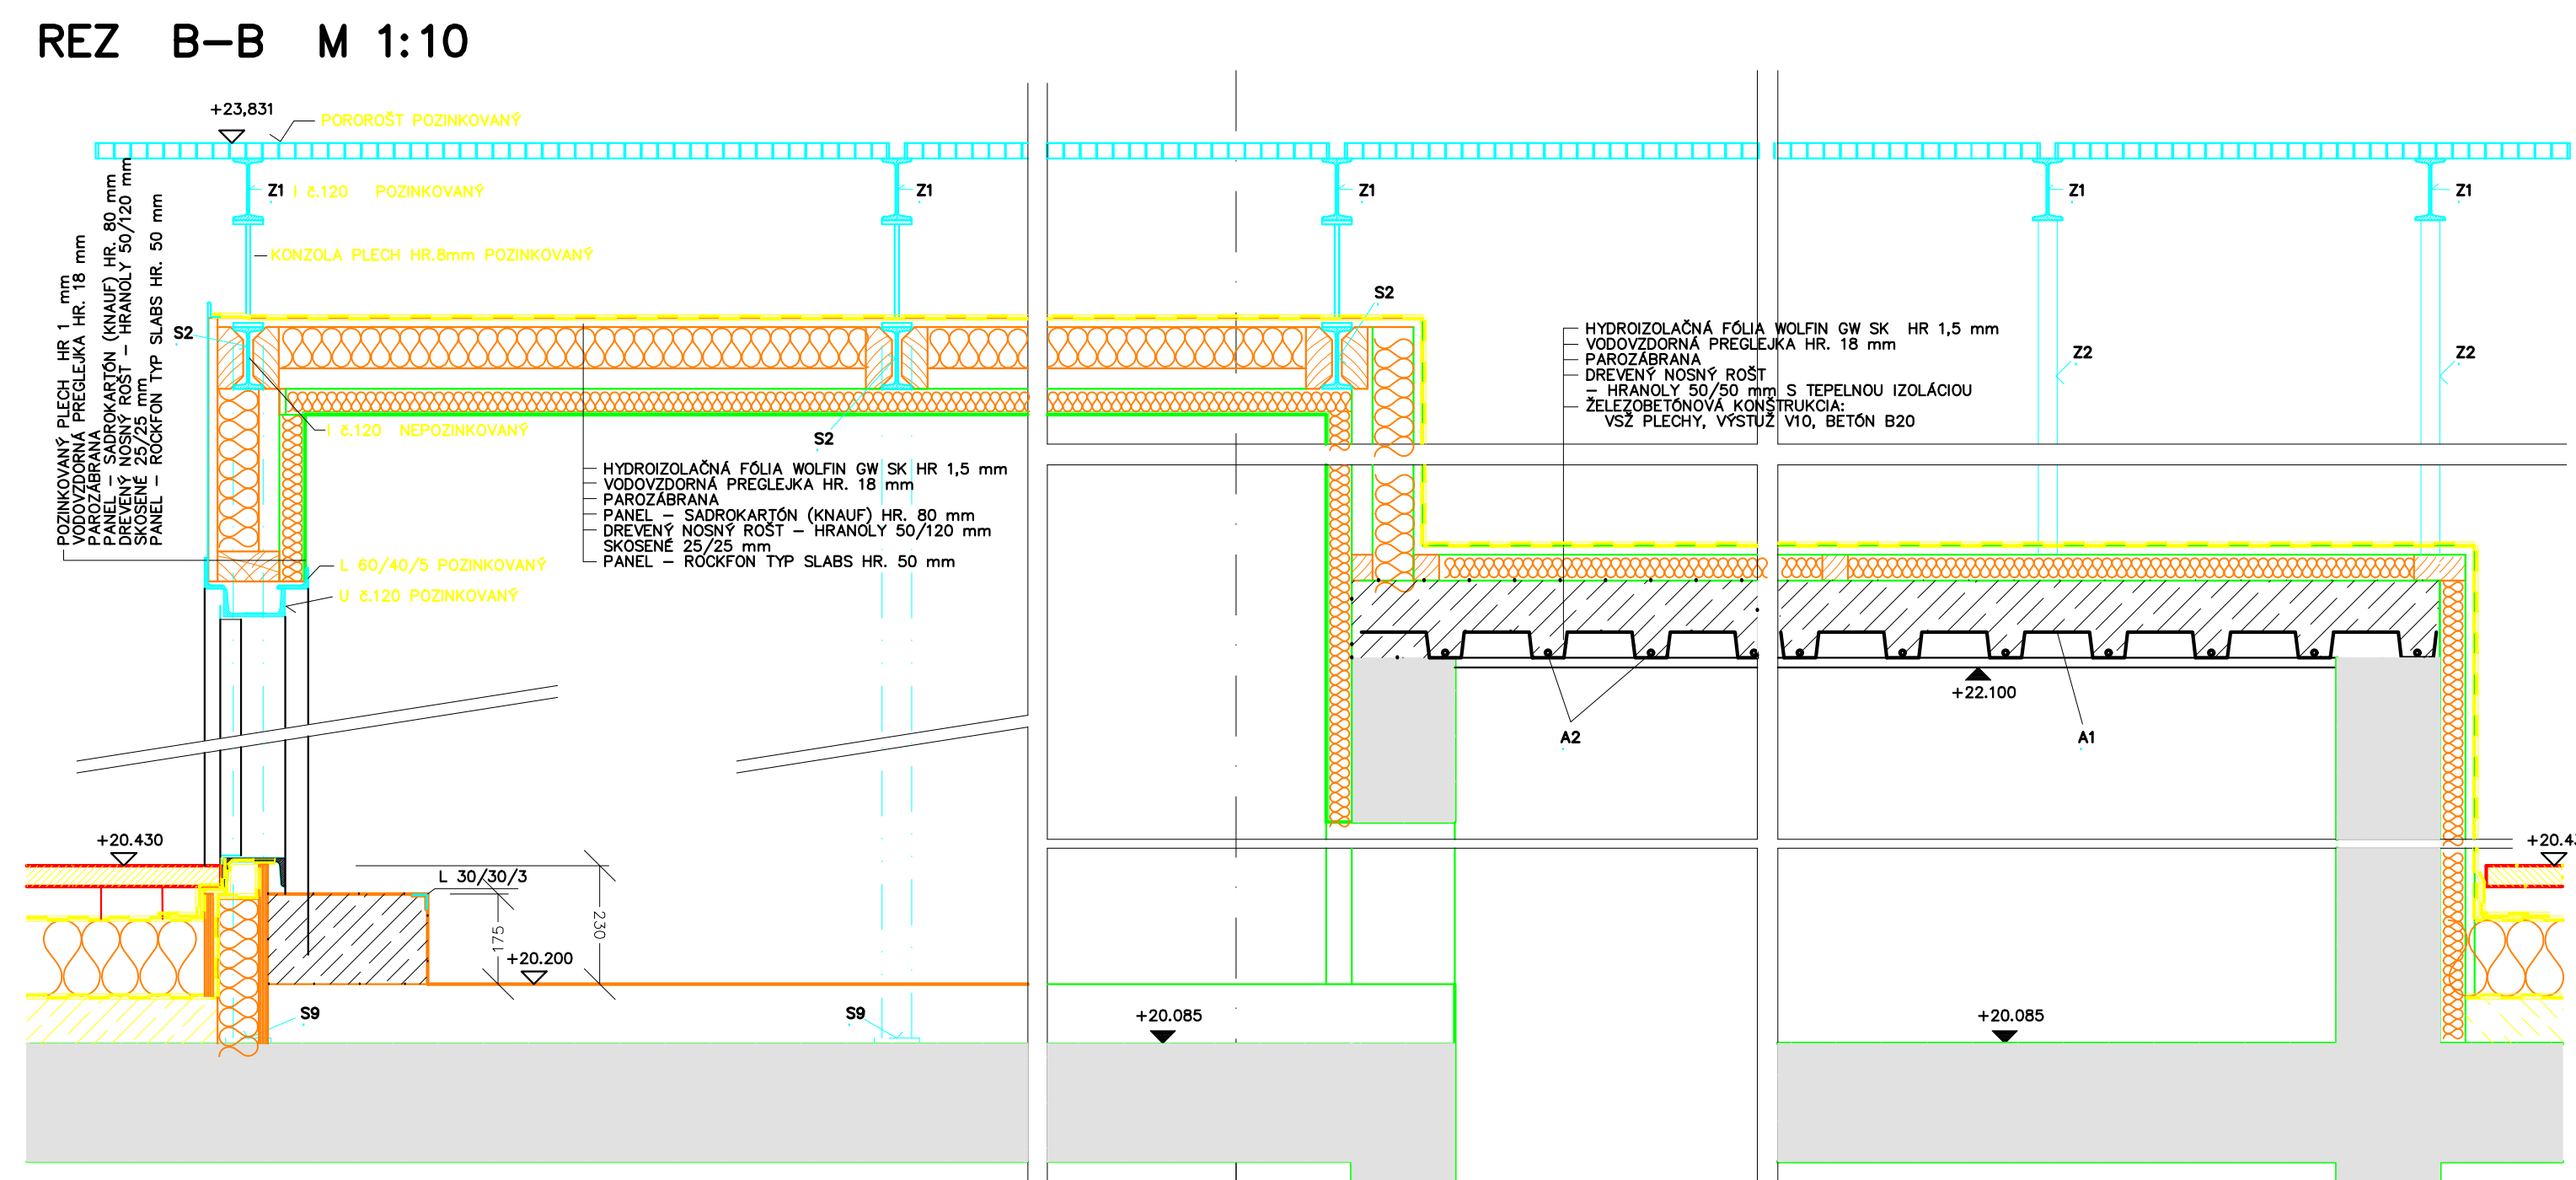 REZ B-B M 1:10
+23,831
POROROŠT POZINKOVANÝ
Z1
I č.120 POZINKOVANÝ
Z1
Z1
Z1
Z1
KONZOLA PLECH HR.8mm POZINKOVANÝ
POZINKOVANÝ PLECH HR 1 mm
VODOVZDORNÁ PREGLEJKA HR. 18 mm
PAROZÁBRANA
PANEL – SADROKARTÓN (KNAUF) HR. 80 mm
DREVENÝ NOSNÝ ROŠT – HRANOLY 50/120 mm
SKOSENÉ 25/25 mm
PANEL – ROCKFON TYP SLABS HR. 50 mm
S2
S2
S2
I č.120 NEPOZINKOVANÝ
HYDROIZOLAČNÁ FÓLIA WOLFIN GW SK HR 1,5 mm
VODOVZDORNÁ PREGLEJKA HR. 18 mm
PAROZÁBRANA
PANEL – SADROKARTÓN (KNAUF) HR. 80 mm
DREVENÝ NOSNÝ ROŠT – HRANOLY 50/120 mm
SKOSENÉ 25/25 mm
PANEL – ROCKFON TYP SLABS HR. 50 mm
HYDROIZOLAČNÁ FÓLIA WOLFIN GW SK HR 1,5 mm
VODOVZDORNÁ PREGLEJKA HR. 18 mm
PAROZÁBRANA
DREVENÝ NOSNÝ ROŠT
– HRANOLY 50/50 mm S TEPELNOU IZOLÁCIOU
ŽELEZOBETÓNOVÁ KONŠTRUKCIA:
VSŽ PLECHY, VÝSTUŽ V10, BETÓN B20
Z2
Z2
L 60/40/5 POZINKOVANÝ
U č.120 POZINKOVANÝ
+22.100
A2
A1
+20.430
L 30/30/3
175
230
+20.200
S9
S9
+20.085
+20.085